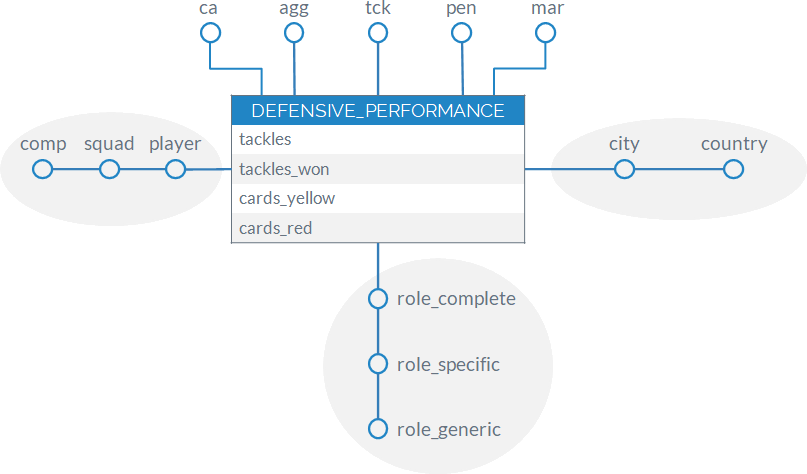 ca agg tck pen mar
DEFENSIVE_PERFORMANCE
tackles
comp squad player
tackles_won
city country
cards_yellow
cards_red
role_complete
role_specific
role_generic